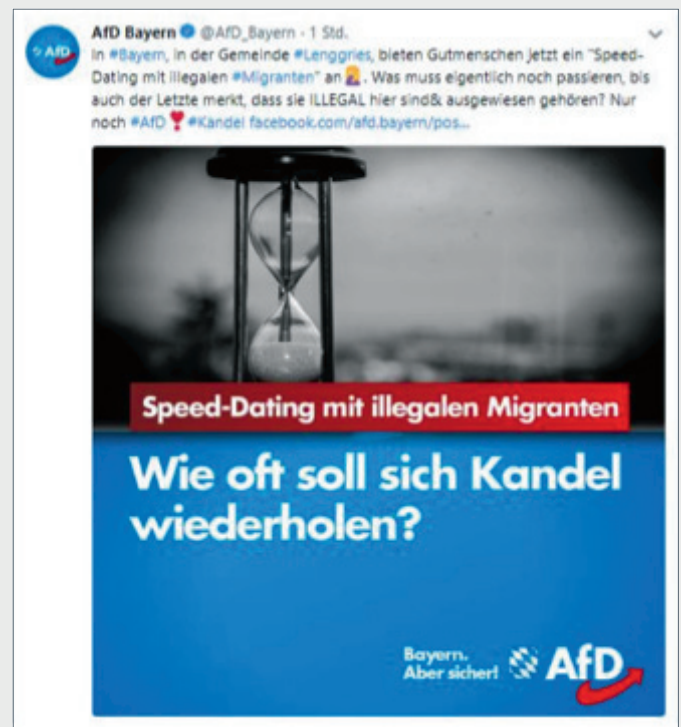 AfD
AfD Bayern @AfD_Bayern · 1 Std.
In #Bayern, in der Gemeinde #Lenggries, bieten Gutmenschen jetzt ein "Speed-
Dating mit illegalen #Migranten" an 🤦. Was muss eigentlich noch passieren, bis
auch der Letzte merkt, dass sie ILLEGAL hier sind& ausgewiesen gehören? Nur
noch #AfD❣#Kandel facebook.com/afd.bayern/pos...
Speed-Dating mit illegalen Migranten
Wie oft soll sich Kandel
wiederholen?
Bayern.
Aber sicher!
AfD